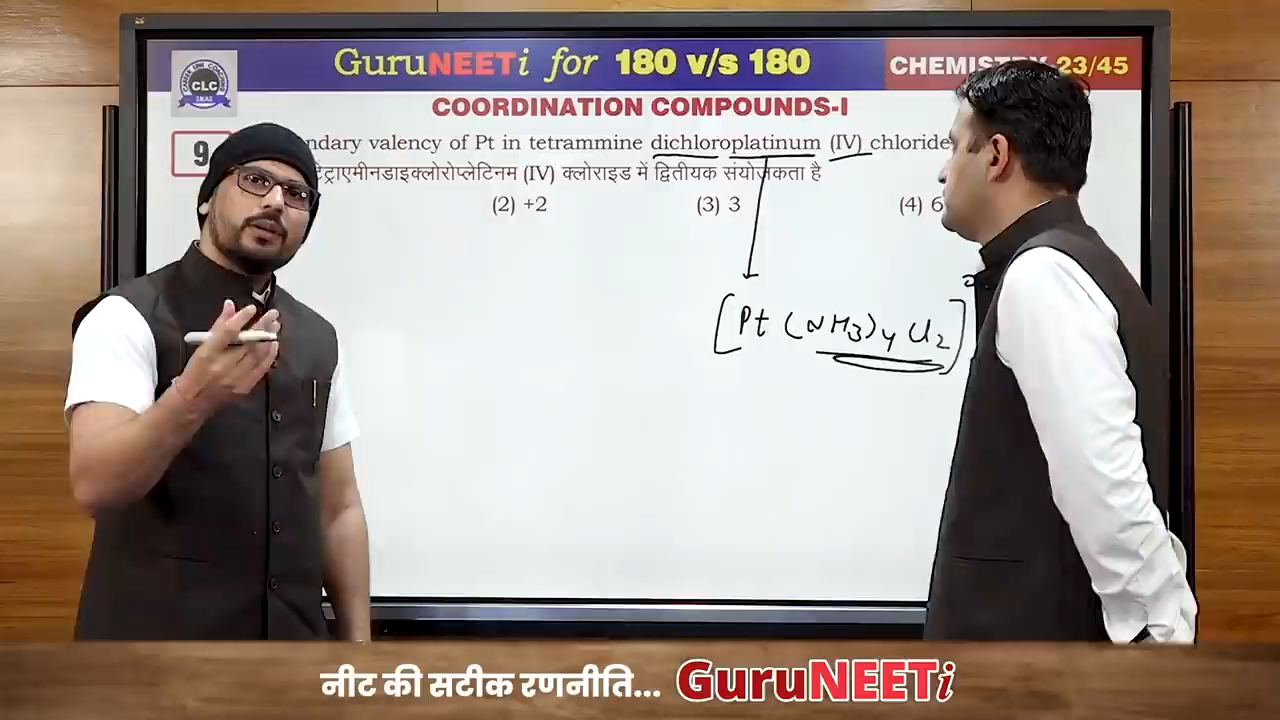 GuruNEETi for 180 v/s 180
CHEMISTRY 23/45
CLC
SIKAR
COORDINATION COMPOUNDS-I
9
ndary valency of Pt in tetrammine dichloroplatinum (IV) chloride
टेट्राएमीनडाइक्लोरोप्लेटिनम (IV) क्लोराइड में द्वितीयक संयोजकता है
(2) +2 (3) 3 (4) 6
[Pt (NH3)4 Cl2]
नीट की सटीक रणनीति... GuruNEETi